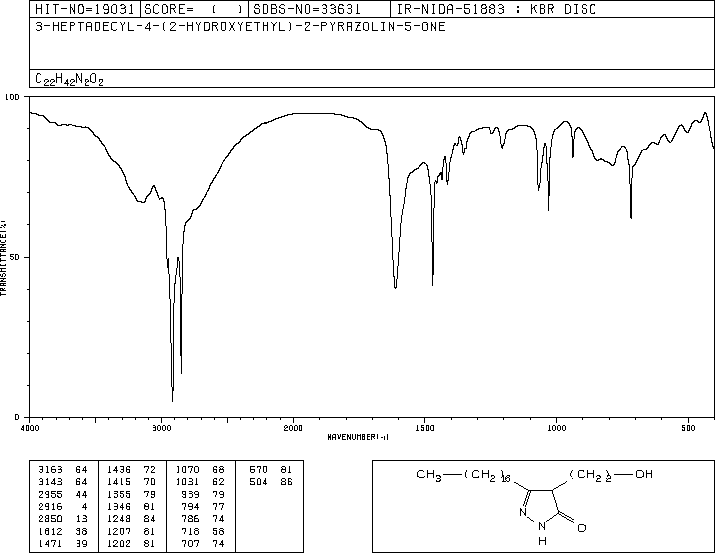 HIT-NO=19031 SCORE= ( ) SDBS-NO=33631 IR-NIDA-51883 : KBR DISC
3-HEPTADECYL-4-(2-HYDROXYETHYL)-2-PYRAZOLIN-5-ONE
C22H42N2O2
100
50
0
TRANSMITTANCE(%)
4000 3000 2000 1500 1000 500
WAVENUMBER(-1)
3163 64 1436 72 1070 68 670 81
3143 64 1415 70 1031 62 504 86
2955 44 1355 79 939 79
2916 4 1346 81 794 77
2850 13 1248 84 786 74
1612 38 1207 81 718 58
1471 39 1202 81 707 74
CH3-(CH2)16 (CH2)2-OH
N
N
H
O